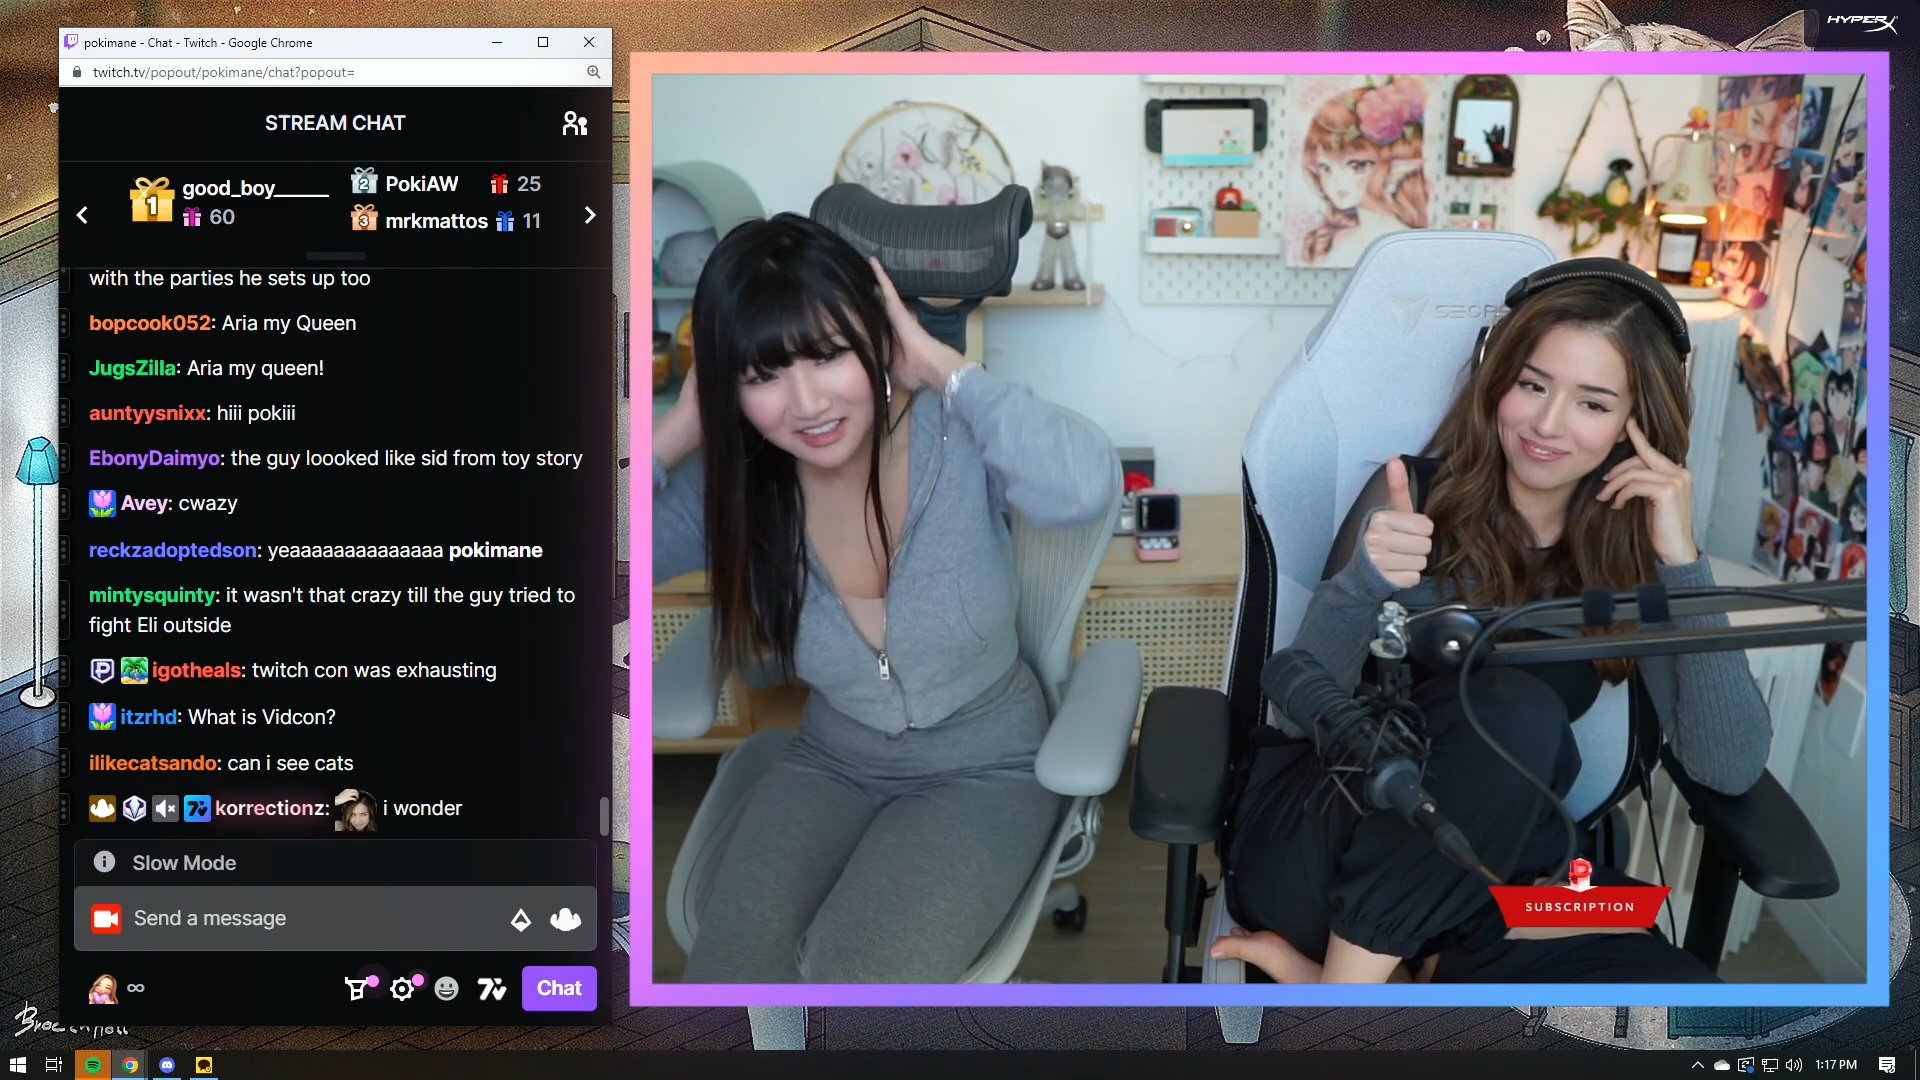 HYPERX
pokimane - Chat - Twitch - Google Chrome
twitch.tv/popout/pokimane/chat?popout=
STREAM CHAT
1 good_boy______
60
2 PokiAW 25
3 mrkmattos 11
with the parties he sets up too
bopcook052: Aria my Queen
JugsZilla: Aria my queen!
auntyysnixx: hiii pokiii
EbonyDaimyo: the guy loooked like sid from toy story
Avey: cwazy
reckzadoptedson: yeaaaaaaaaaaaaaa pokimane
mintysquinty: it wasn't that crazy till the guy tried to
fight Eli outside
igotheals: twitch con was exhausting
itzrhd: What is Vidcon?
ilikecatsando: can i see cats
korrectionz: i wonder
Slow Mode
Send a message
∞
Chat
SUBSCRIPTION
1:17 PM